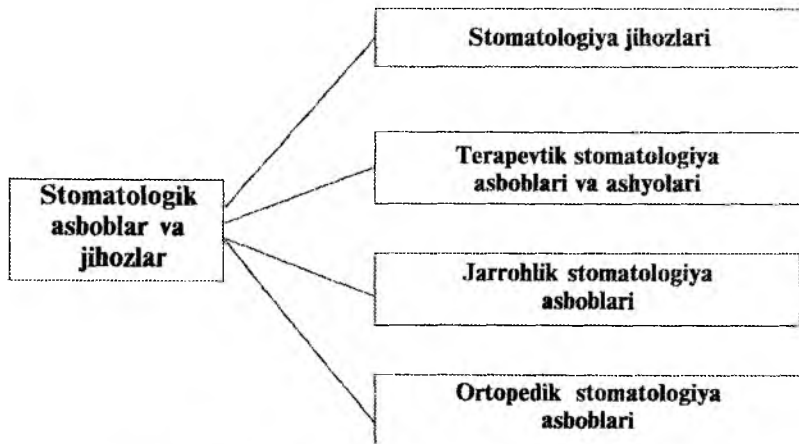 Stomatologiya jihozlari
Terapevtik stomatologiya
asboblari va ashyolari
Stomatologik
asboblar va
jihozlar
Jarrohlik stomatologiya
asboblari
Ortopedik stomatologiya
asboblari